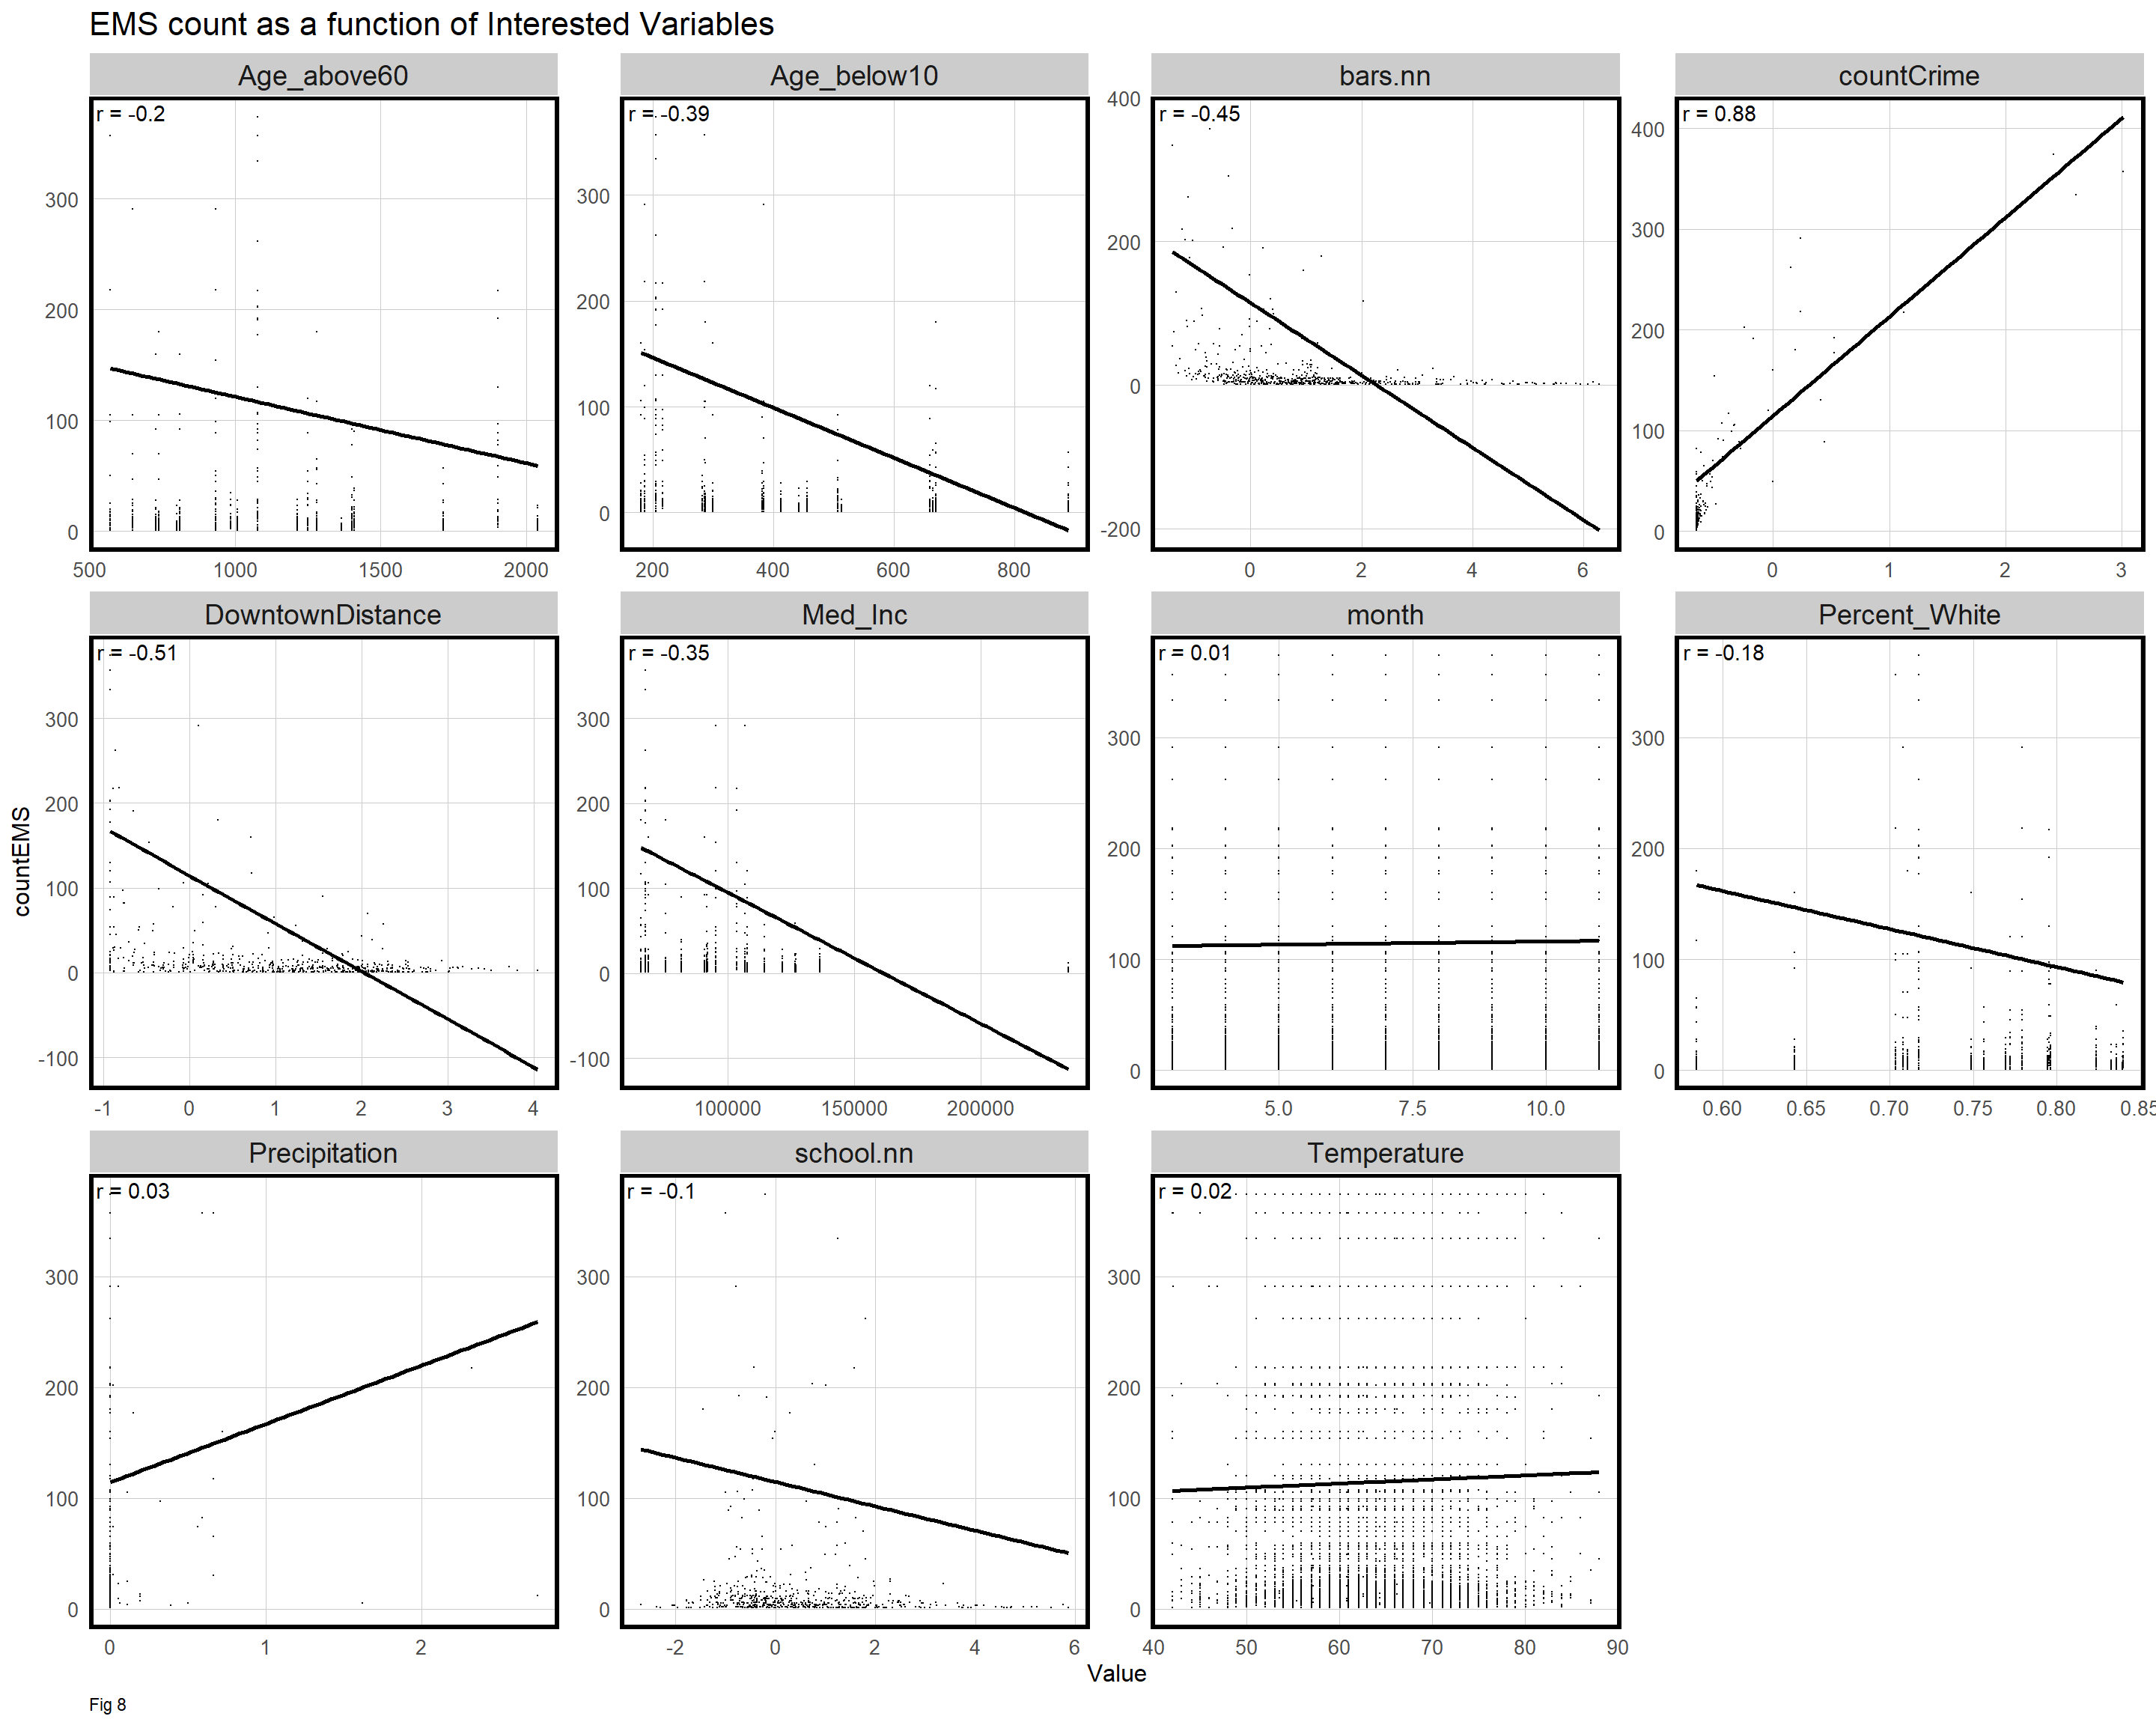 EMS count as a function of Interested Variables
Age_above60
Age_below10
bars.nn
countCrime
r = -0.2
r = -0.39
r = -0.45
r = 0.88
300
200
100
0
300
200
100
0
400
200
0
-200
400
300
200
100
0
500 1000 1500 2000
200 400 600 800
0 2 4 6
0 1 2 3
DowntownDistance
Med_Inc
month
Percent_White
r = -0.51
r = -0.35
r = 0.01
r = -0.18
countEMS
300
200
100
0
-100
300
200
100
0
-100
300
200
100
0
300
200
100
0
-1 0 1 2 3 4
100000 150000 200000
5.0 7.5 10.0
0.60 0.65 0.70 0.75 0.80 0.85
Precipitation
school.nn
Temperature
r = 0.03
r = -0.1
r = 0.02
300
200
100
0
300
200
100
0
300
200
100
0
0 1 2
-2 0 2 4 6
40 50 60 70 80 90
Value
Fig 8